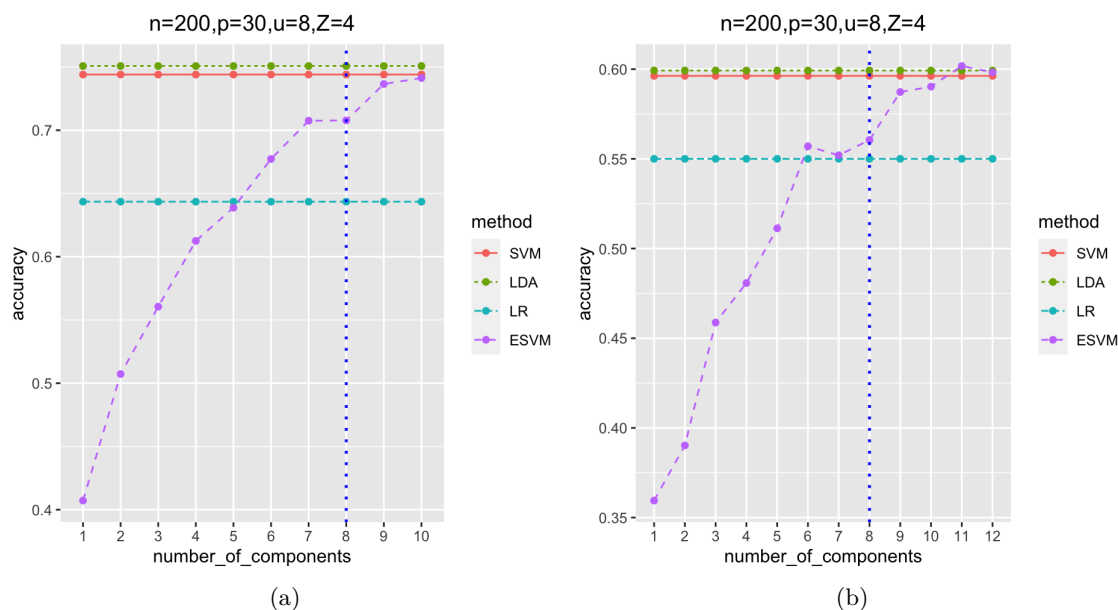 n=200,p=30,u=8,Z=4
accuracy
0.7
0.6
0.5
0.4
1 2 3 4 5 6 7 8 9 10
number_of_components
method
SVM
LDA
LR
ESVM
(a)
n=200,p=30,u=8,Z=4
accuracy
0.60
0.55
0.50
0.45
0.40
0.35
1 2 3 4 5 6 7 8 9 10 11 12
number_of_components
method
SVM
LDA
LR
ESVM
(b)